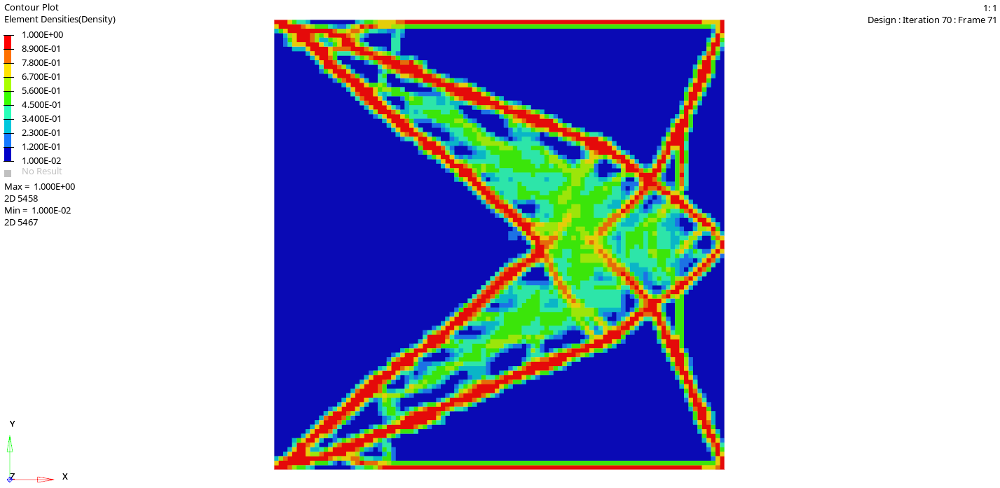 Contour Plot
Element Densities(Density)
1.000E+00
8.900E-01
7.800E-01
6.700E-01
5.600E-01
4.500E-01
3.400E-01
2.300E-01
1.200E-01
1.000E-02
No Result
Max = 1.000E+00
2D 5458
Min = 1.000E-02
2D 5467
1: 1
Design : Iteration 70 : Frame 71
Y
Z
X